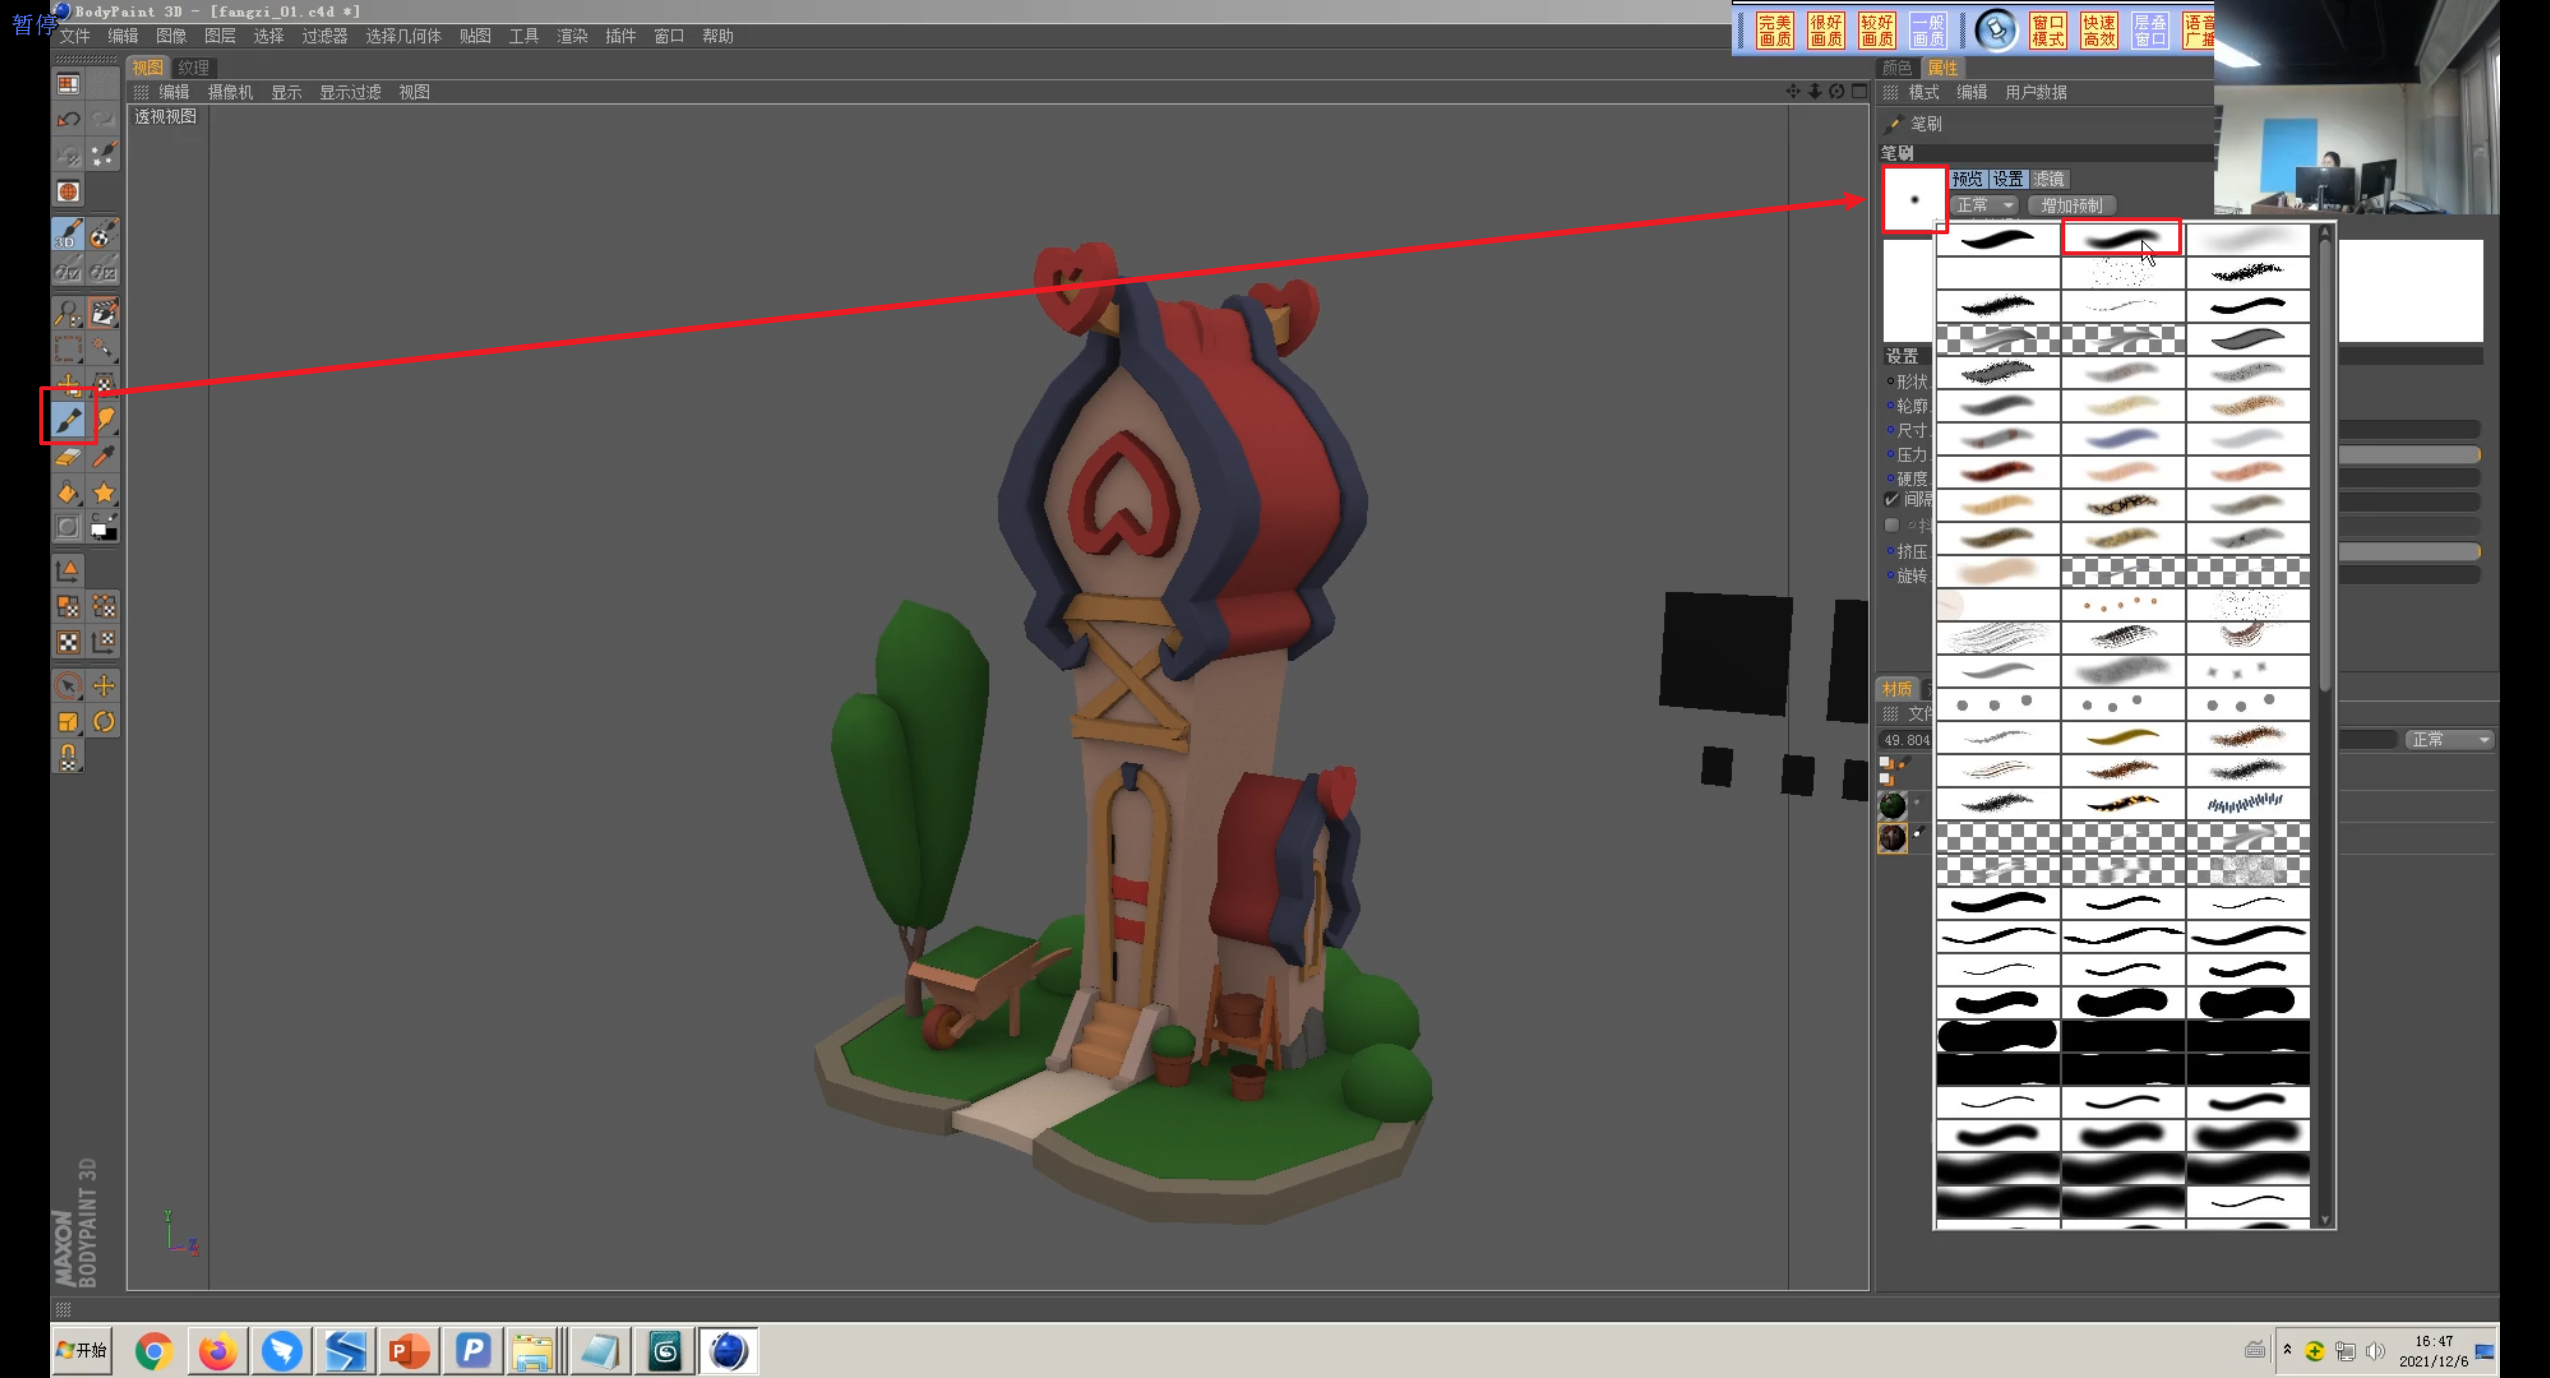 暂停
BodyPaint 3D - [fangzi_01.c4d *]
文件 编辑 图像 图层 选择 过滤器 选择几何体 贴图 工具 渲染 插件 窗口 帮助
完美画质 很好画质 较好画质 一般画质 窗口模式 快速高效 层叠窗口 语音广播
视图 纹理
颜色 属性
编辑 摄像机 显示 显示过滤 视图
模式 编辑 用户数据
透视视图
笔刷
笔刷
预览 设置 滤镜
正常 增加预制
3D
设置
形状
轮廓
尺寸
压力
硬度
间隔
挤压
旋转
材质
文件
49.804
正常
Y
Z
MAXON
BODYPAINT 3D
开始
16:47
2021/12/6